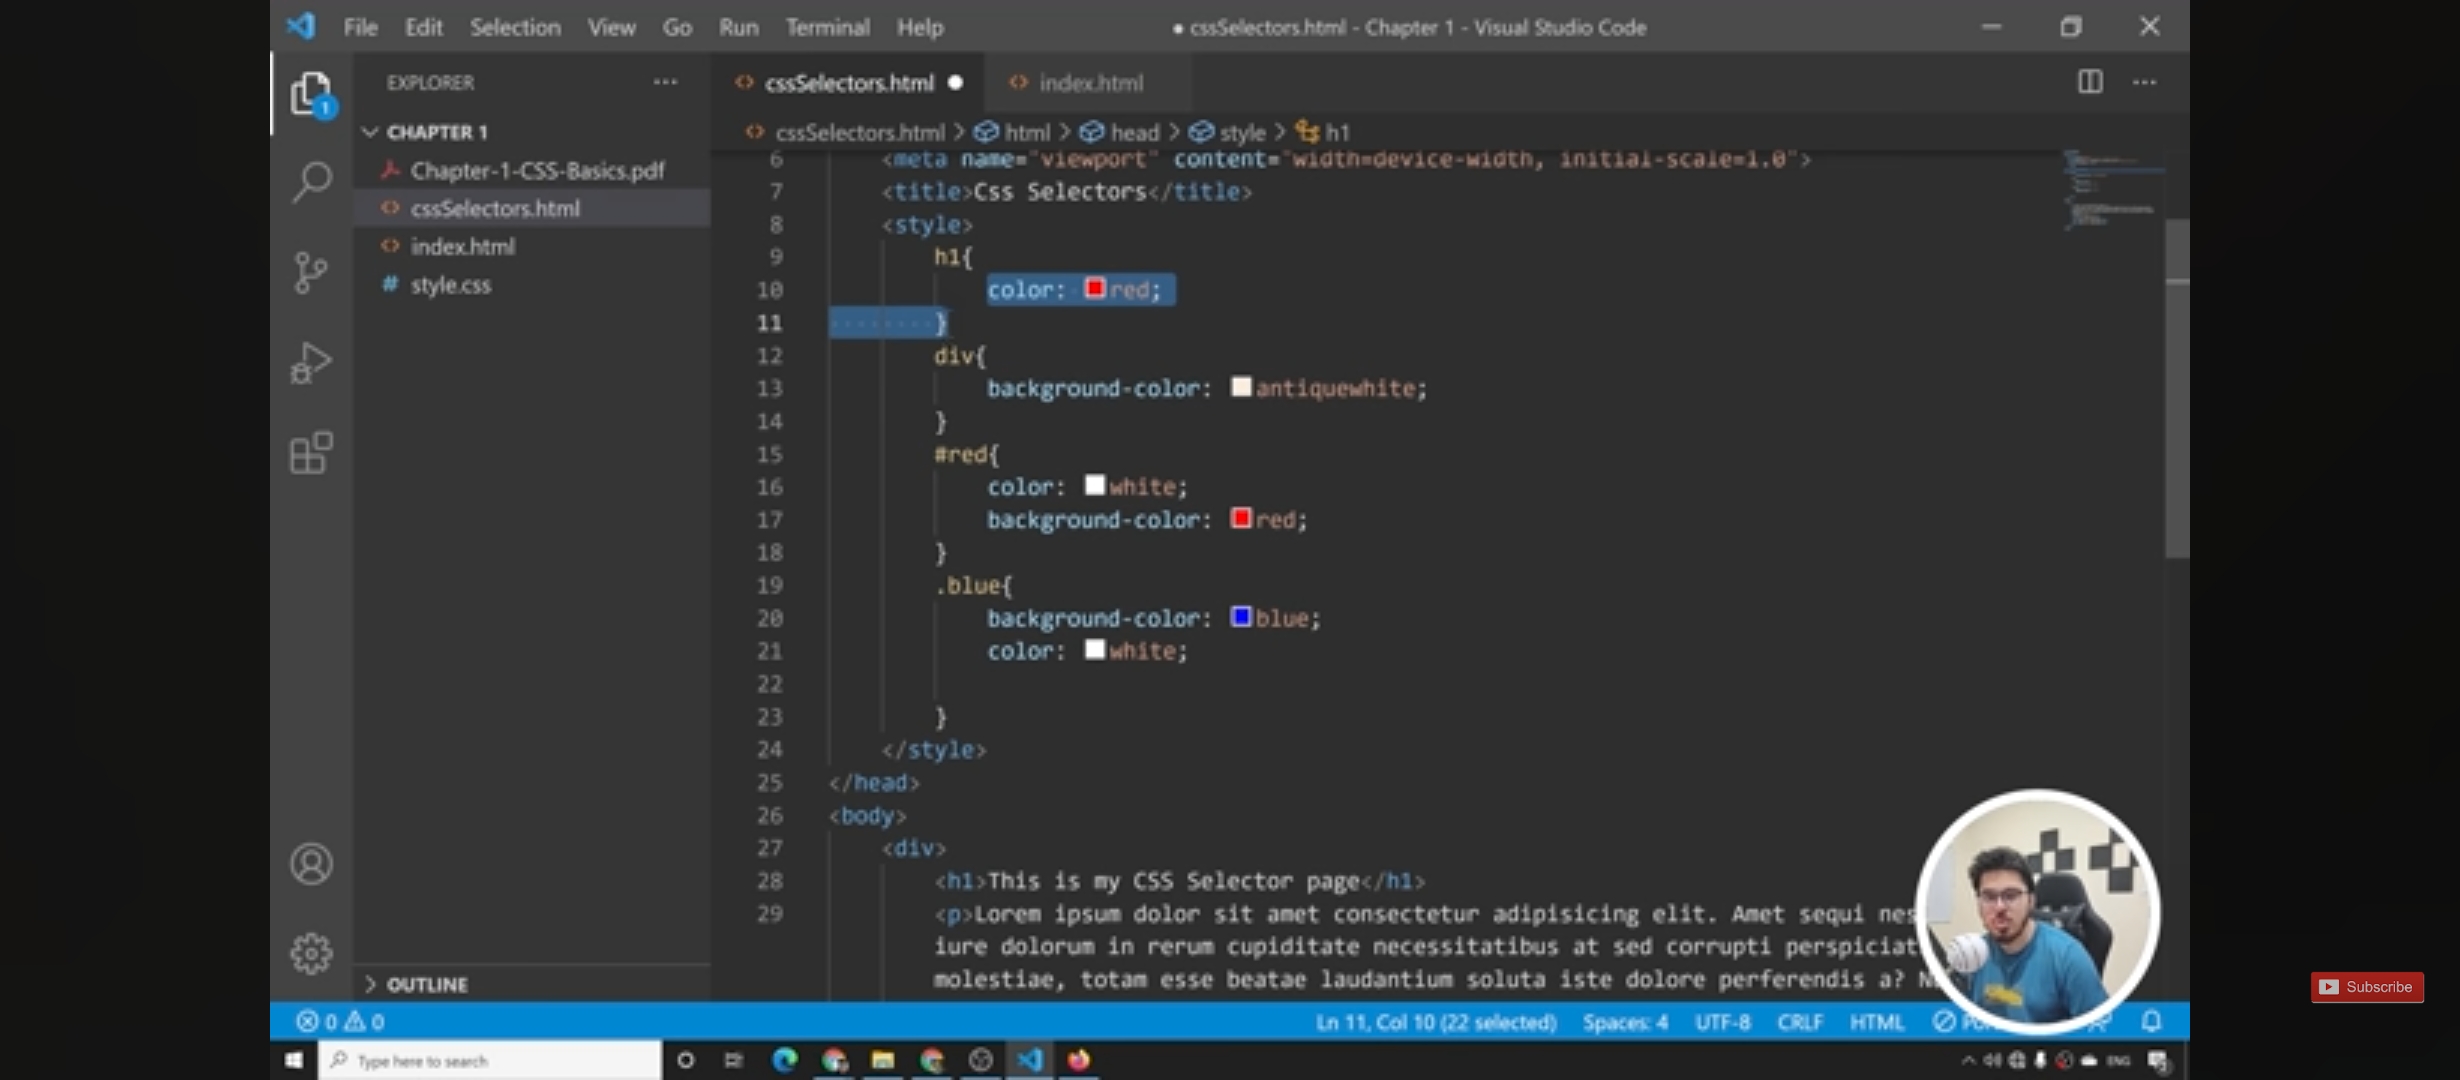 File Edit Selection View Go Run Terminal Help
● cssSelectors.html - Chapter 1 - Visual Studio Code
EXPLORER
1
CHAPTER 1
Chapter-1-CSS-Basics.pdf
cssSelectors.html
index.html
# style.css
OUTLINE
cssSelectors.html
index.html
cssSelectors.html > html > head > style > h1
6 <meta name="viewport" content="width=device-width, initial-scale=1.0">
7 <title>Css Selectors</title>
8 <style>
9 h1{
10 color: red;
11 }
12 div{
13 background-color: antiquewhite;
14 }
15 #red{
16 color: white;
17 background-color: red;
18 }
19 .blue{
20 background-color: blue;
21 color: white;
22
23 }
24 </style>
25 </head>
26 <body>
27 <div>
28 <h1>This is my CSS Selector page</h1>
29 <p>Lorem ipsum dolor sit amet consectetur adipisicing elit. Amet sequi nes
iure dolorum in rerum cupiditate necessitatibus at sed corrupti perspiciat
molestiae, totam esse beatae laudantium soluta iste dolore perferendis a? N
Subscribe
0 0
Ln 11, Col 10 (22 selected) Spaces: 4 UTF-8 CRLF HTML
Type here to search
ENG